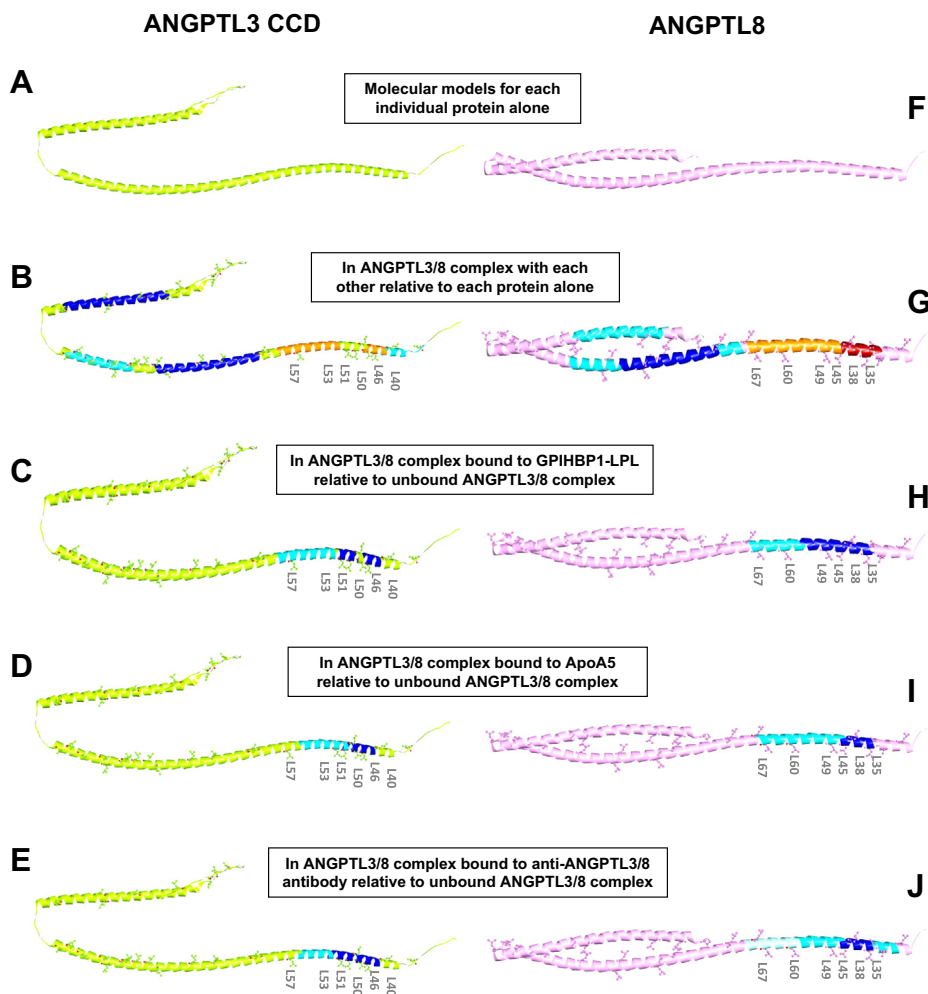 ANGPTL3 CCD
ANGPTL8
A
Molecular models for each
individual protein alone
F
B
In ANGPTL3/8 complex with each
other relative to each protein alone
G
L57
L53
L51
L50
L46
L40
L67
L60
L49
L45
L38
L35
C
In ANGPTL3/8 complex bound to GPIHBP1-LPL
relative to unbound ANGPTL3/8 complex
H
L57
L53
L51
L50
L46
L40
L67
L60
L49
L45
L38
L35
D
In ANGPTL3/8 complex bound to ApoA5
relative to unbound ANGPTL3/8 complex
I
L57
L53
L51
L50
L46
L40
L67
L60
L49
L45
L38
L35
E
In ANGPTL3/8 complex bound to anti-ANGPTL3/8
antibody relative to unbound ANGPTL3/8 complex
J
L57
L53
L51
L50
L46
L40
L67
L60
L49
L45
L38
L35